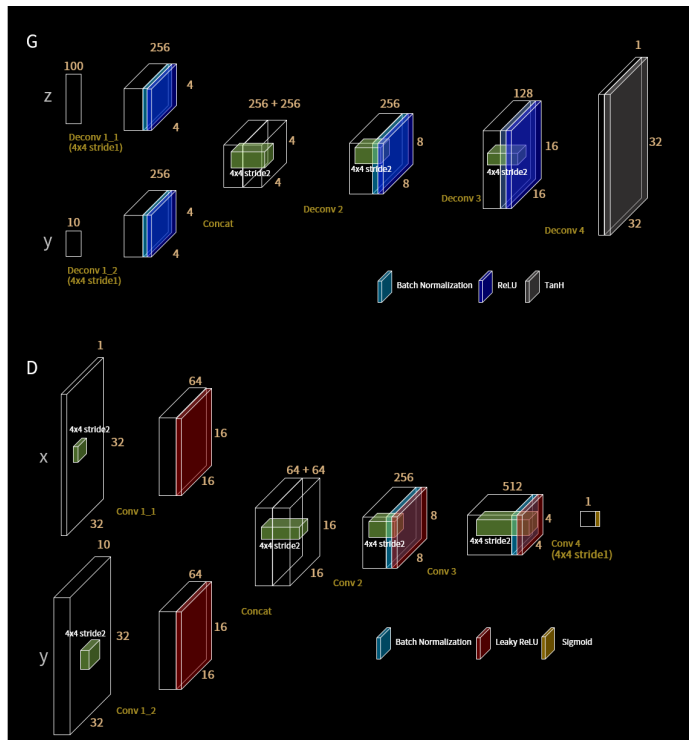 G
1
256
128
256
100
256 + 256
4
z
4
4
32
8
16
4x4 stride2
4x4 stride2
4x4 stride2
4
Deconv 1_1
(4x4 stride1)
4
8
16
256
Deconv 3
Deconv 2
10
4
Concat
32
Deconv 4
y
4
Deconv 1_2
(4x4 stride1)
Batch Normalization
ReLU
TanH
D
1
64
4x4 stride2
16
32
x
64 + 64
256
512
16
1
32
Conv 1_1
16
8
4
4x4 stride2
4x4 stride2
4x4 stride2
4
Conv 4
(4x4 stride1)
8
Conv 3
10
16
Conv 2
64
Concat
4x4 stride2
32
16
Batch Normalization
Leaky ReLU
Sigmoid
y
16
Conv 1_2
32